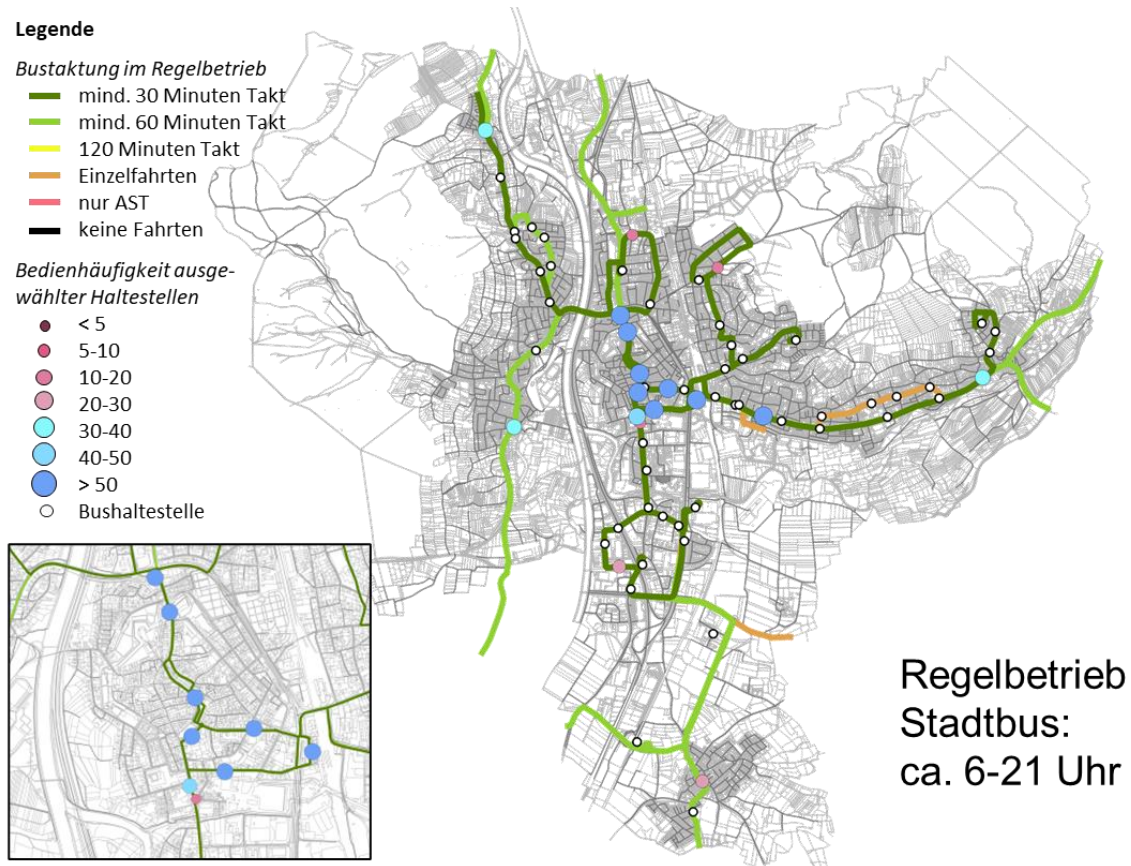 Legende
Bustaktung im Regelbetrieb
mind. 30 Minuten Takt
mind. 60 Minuten Takt
120 Minuten Takt
Einzelfahrten
nur AST
keine Fahrten
Bedienhäufigkeit ausge-
wählter Haltestellen
< 5
5-10
10-20
20-30
30-40
40-50
> 50
Bushaltestelle
Regelbetrieb
Stadtbus:
ca. 6-21 Uhr